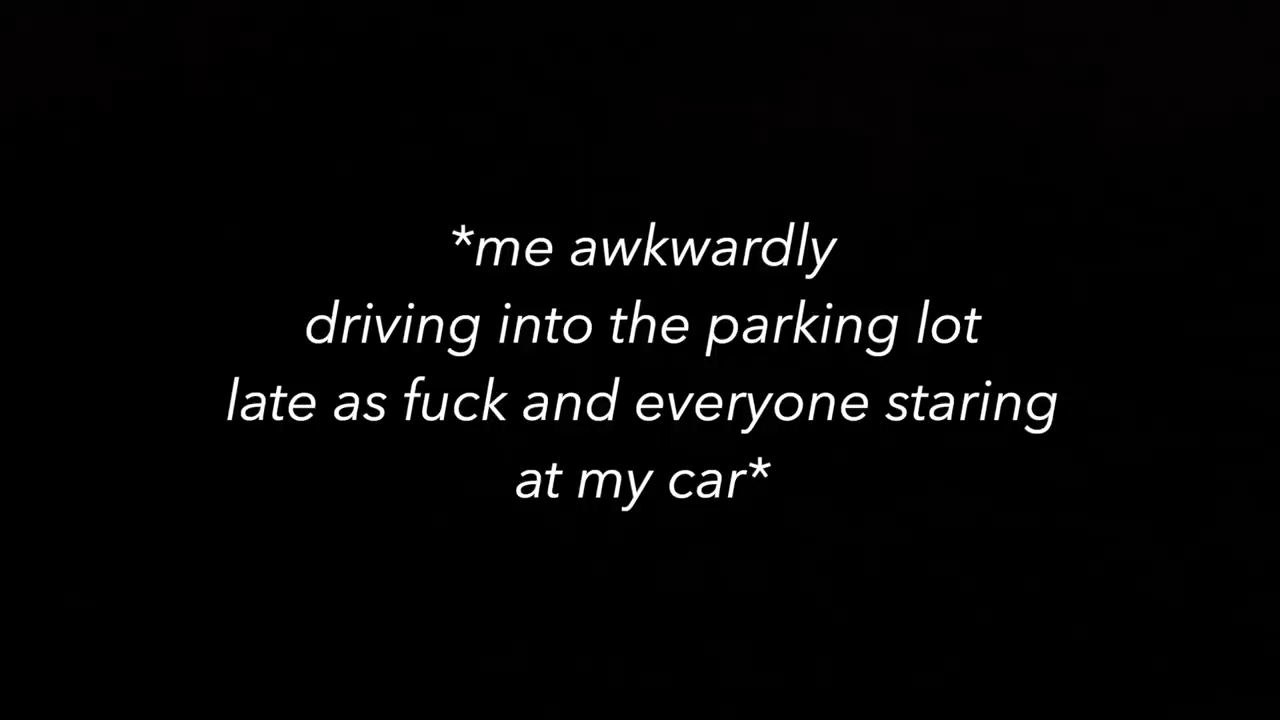 *me awkwardly
driving into the parking lot
late as fuck and everyone staring
at my car*